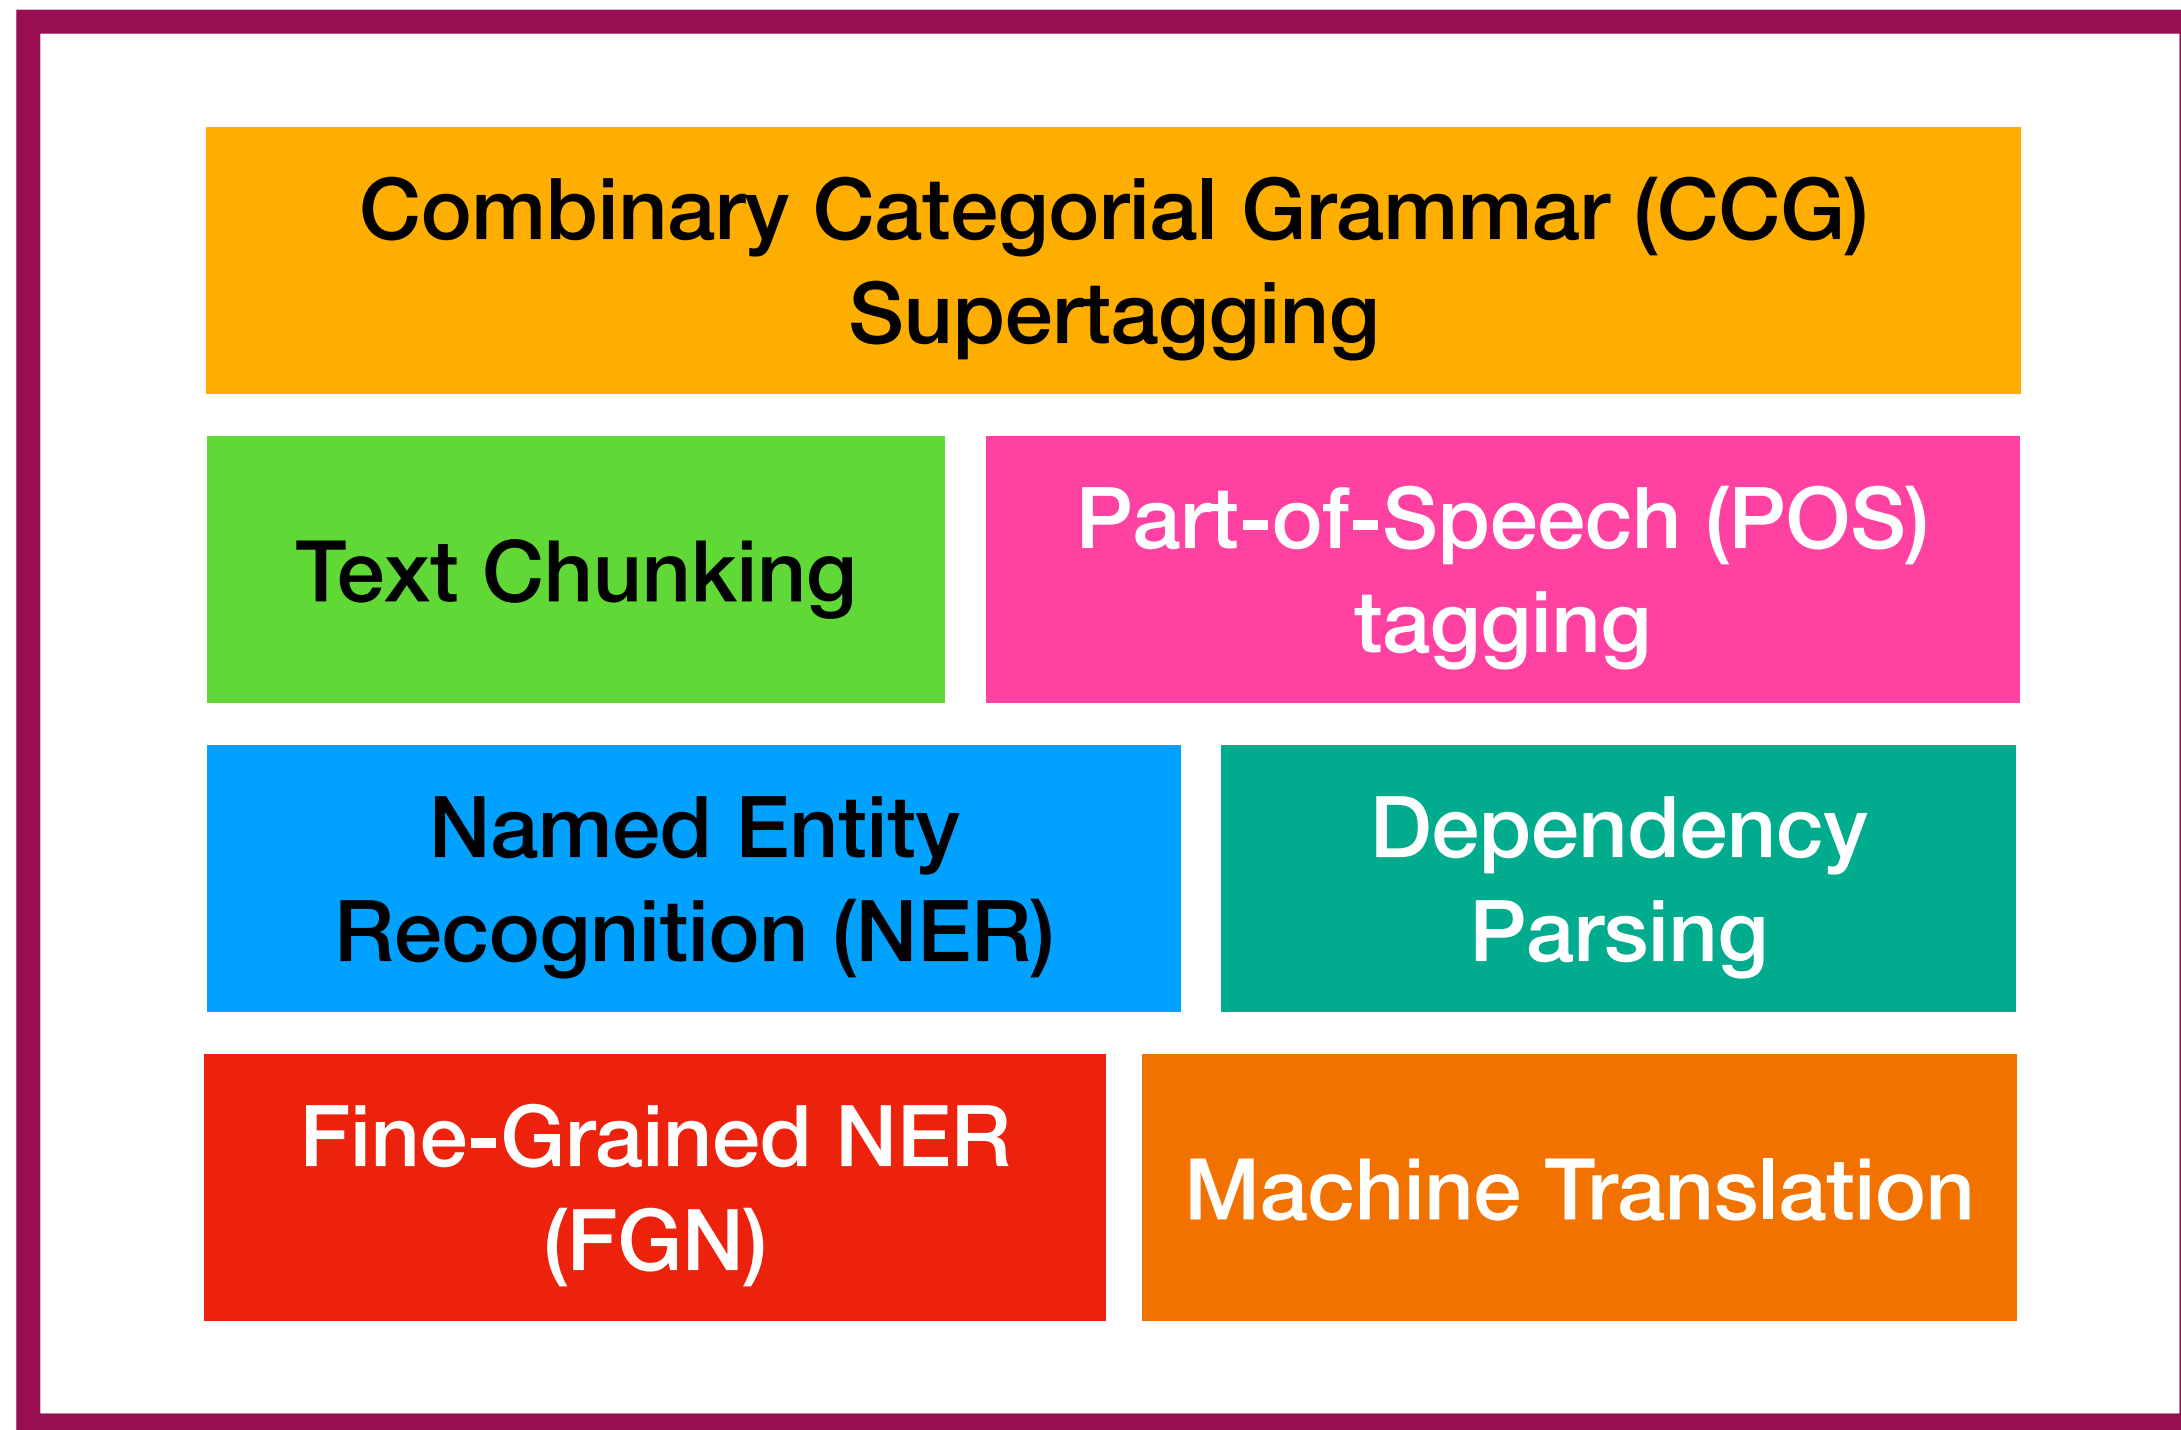 Combinary Categorial Grammar (CCG)
Supertagging
Text Chunking
Part-of-Speech (POS)
tagging
Named Entity
Recognition (NER)
Dependency
Parsing
Fine-Grained NER
(FGN)
Machine Translation